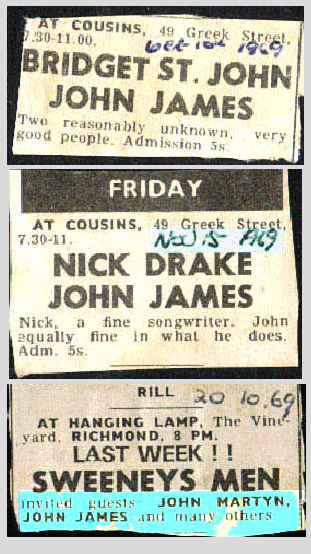 AT COUSINS, 49 Greek Street.
7.30-11.00.
Dec 10th 1969
BRIDGET ST. JOHN
JOHN JAMES
Two reasonably unknown, very
good people. Admission 5s.
FRIDAY
AT COUSINS, 49 Greek Street,
7.30-11.
Nov 15 1969
NICK DRAKE
JOHN JAMES
Nick, a fine songwriter. John
equally fine in what he does.
Adm. 5s.
RILL
20 10.69
AT HANGING LAMP, The Vine-
yard, RICHMOND, 8 PM.
LAST WEEK ! !
SWEENEYS MEN
invited guests: JOHN MARTYN,
JOHN JAMES and many others